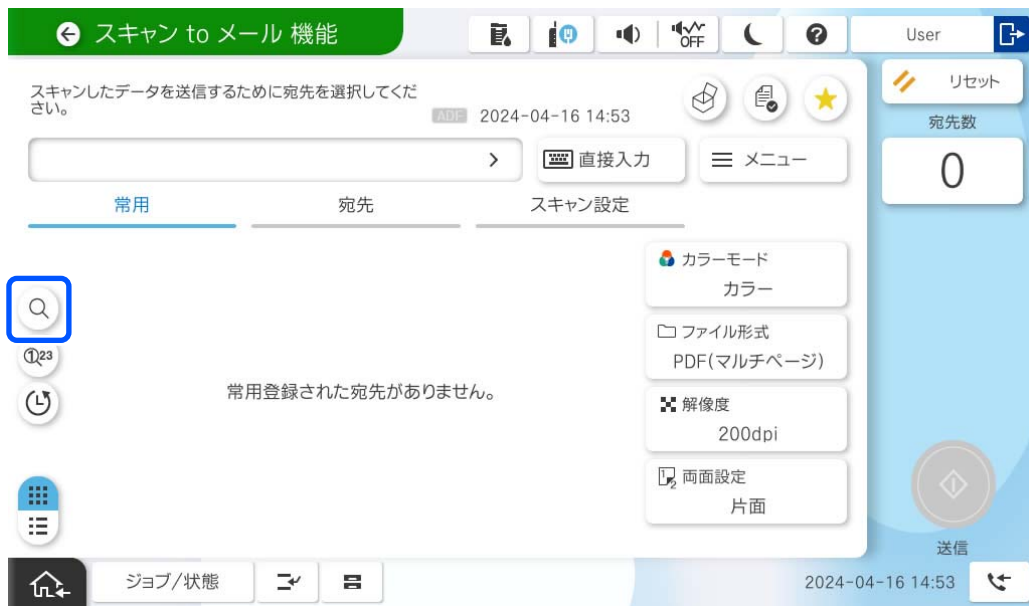 スキャン to メール 機能
OFF
User
スキャンしたデータを送信するために宛先を選択してくだ
さい。
ADF 2024-04-16 14:53
リセット
宛先数
0
直接入力
メニュー
常用 宛先 スキャン設定
カラーモード
カラー
ファイル形式
PDF(マルチページ)
解像度
200dpi
両面設定
片面
123
常用登録された宛先がありません。
送信
ジョブ/状態
2024-04-16 14:53